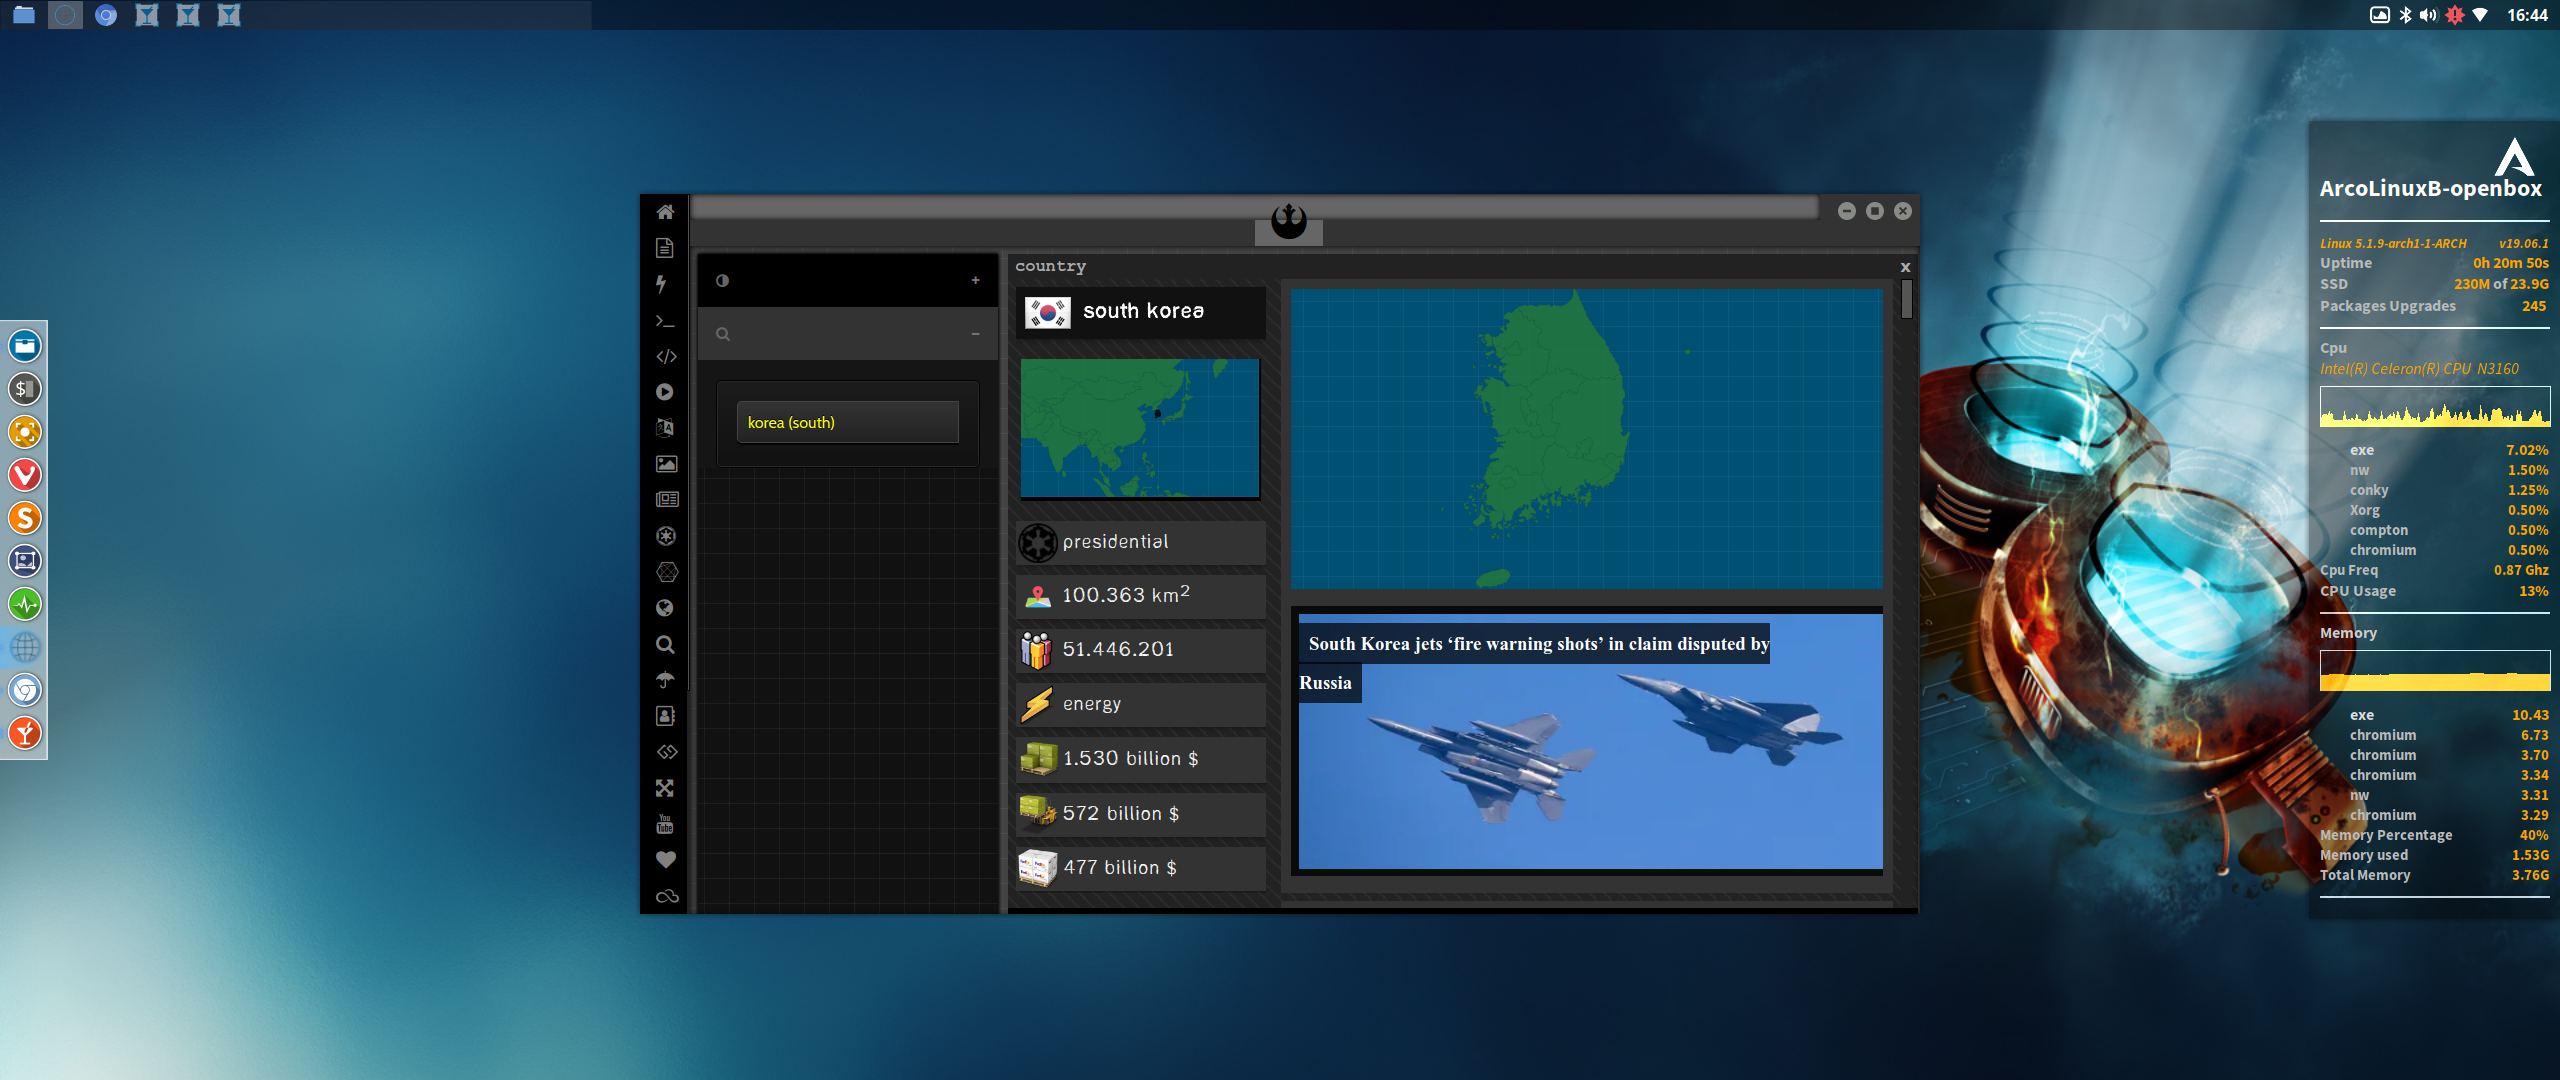 16:44
country
x
south korea
korea (south)
presidential
100.363 km²
51.446.201
energy
1.530 billion $
572 billion $
477 billion $
South Korea jets ‘fire warning shots’ in claim disputed by
Russia
You
Tube
ArcoLinuxB-openbox
Linux 5.1.9-arch1-1-ARCH v19.06.1
Uptime 0h 20m 50s
SSD 230M of 23.9G
Packages Upgrades 245
Cpu
Intel(R) Celeron(R) CPU N3160
exe 7.02%
nw 1.50%
conky 1.25%
Xorg 0.50%
compton 0.50%
chromium 0.50%
Cpu Freq 0.87 Ghz
CPU Usage 13%
Memory
exe 10.43
chromium 6.73
chromium 3.70
chromium 3.34
nw 3.31
chromium 3.29
Memory Percentage 40%
Memory used 1.53G
Total Memory 3.76G